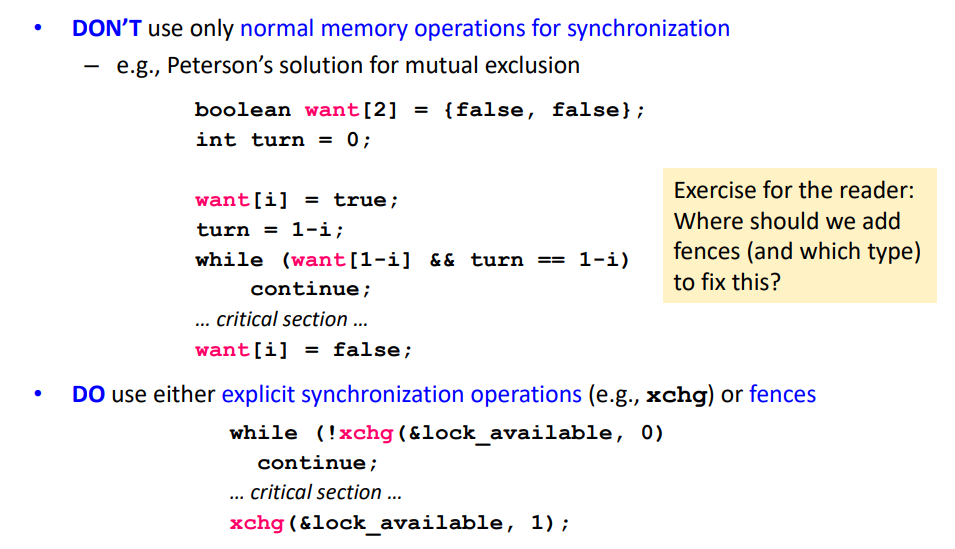 • DON'T use only normal memory operations for synchronization
– e.g., Peterson's solution for mutual exclusion
boolean want[2] = {false, false};
int turn = 0;
want[i] = true;
turn = 1-i;
while (want[1-i] && turn == 1-i)
continue;
… critical section …
want[i] = false;
Exercise for the reader:
Where should we add
fences (and which type)
to fix this?
• DO use either explicit synchronization operations (e.g., xchg) or fences
while (!xchg(&lock_available, 0)
continue;
… critical section …
xchg(&lock_available, 1);